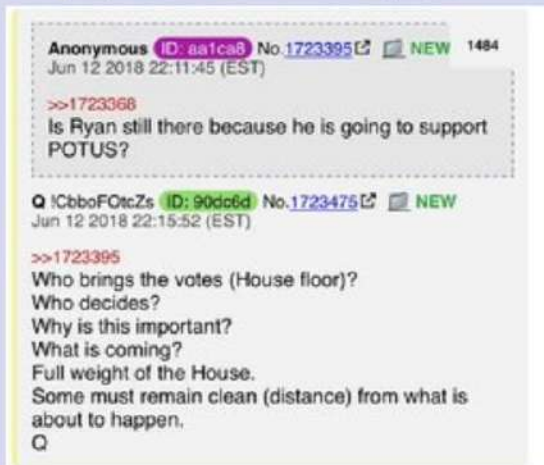 Anonymous ID: aa1ca8 No.1723395 NEW 1484
Jun 12 2018 22:11:45 (EST)
>>1723368
Is Ryan still there because he is going to support
POTUS?
Q !CbboFOtcZs ID: 90dc6d No.1723475 NEW
Jun 12 2018 22:15:52 (EST)
>>1723395
Who brings the votes (House floor)?
Who decides?
Why is this important?
What is coming?
Full weight of the House.
Some must remain clean (distance) from what is
about to happen.
Q